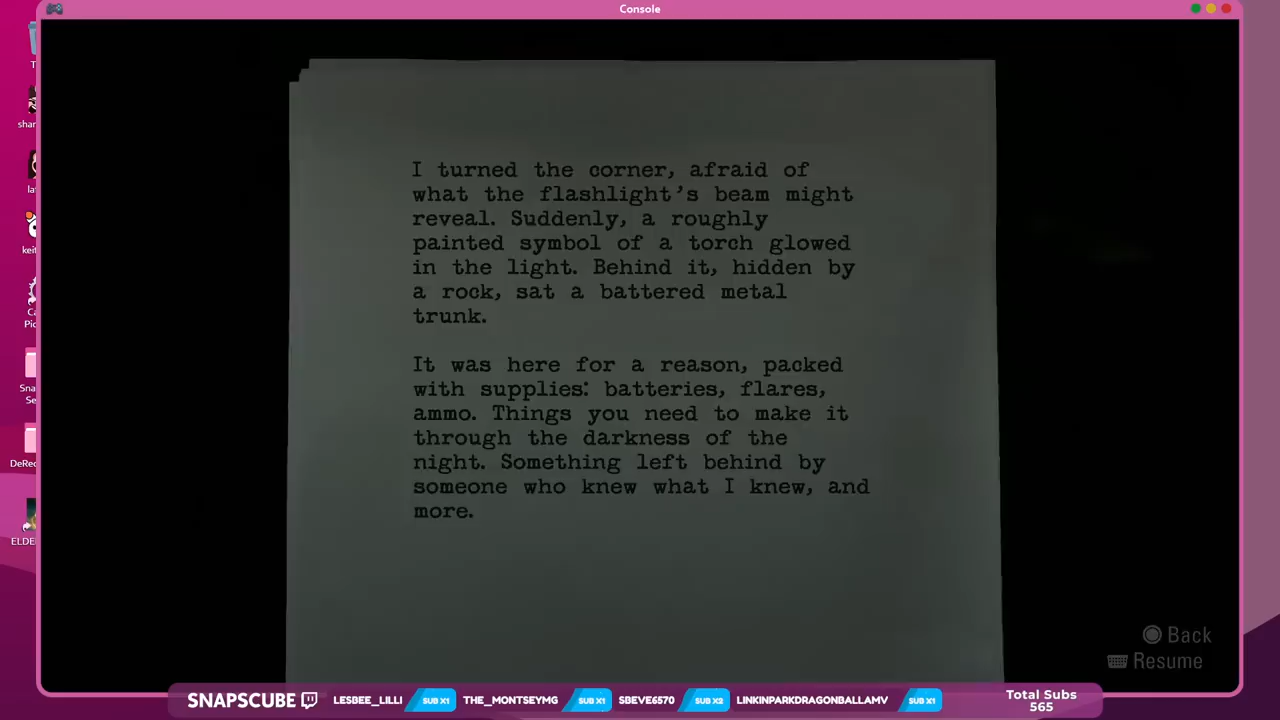 Console
I turned the corner, afraid of
what the flashlight's beam might
reveal. Suddenly, a roughly
painted symbol of a torch glowed
in the light. Behind it, hidden by
a rock, sat a battered metal
trunk.
It was here for a reason, packed
with supplies: batteries, flares,
ammo. Things you need to make it
through the darkness of the
night. Something left behind by
someone who knew what I knew, and
more.
Back
Resume
SNAPSCUBE LESBEE_LILLI SUB X1 THE_MONTSEYMG SUB X1 SBEVE6570 SUB X2 LINKINPARKDRAGONBALLAMV SUB X1 Total Subs
565